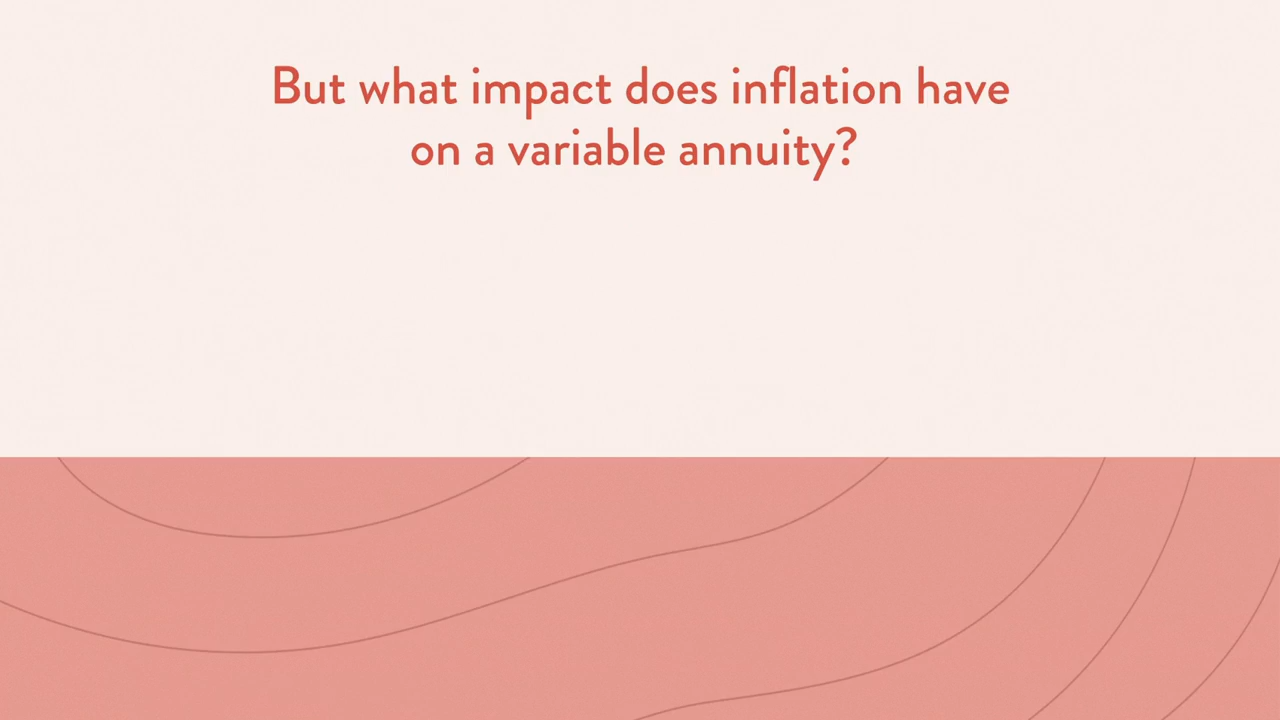 But what impact does inflation have
on a variable annuity?